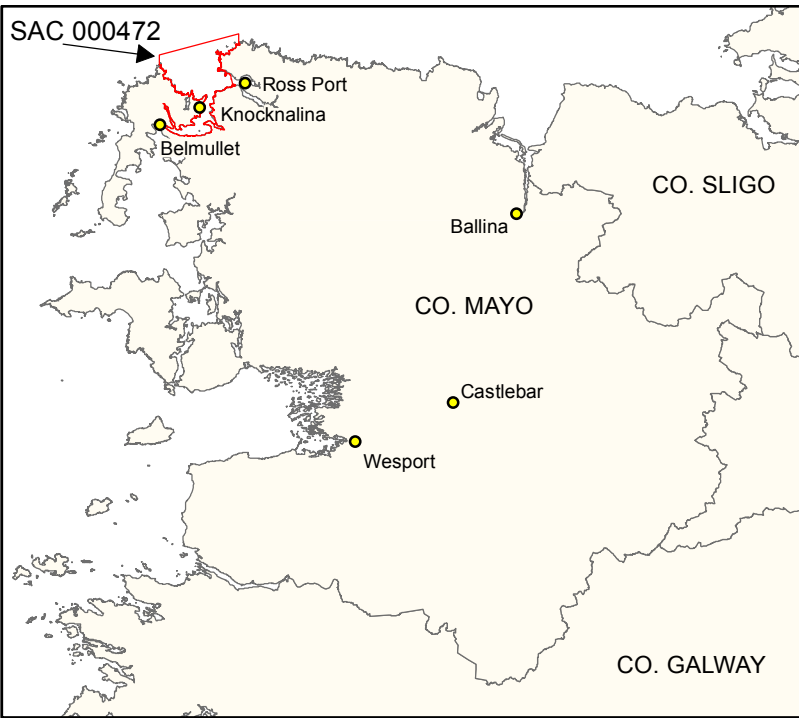 SAC 000472
Ross Port
Knocknalina
Belmullet
CO. SLIGO
Ballina
CO. MAYO
Castlebar
Wesport
CO. GALWAY